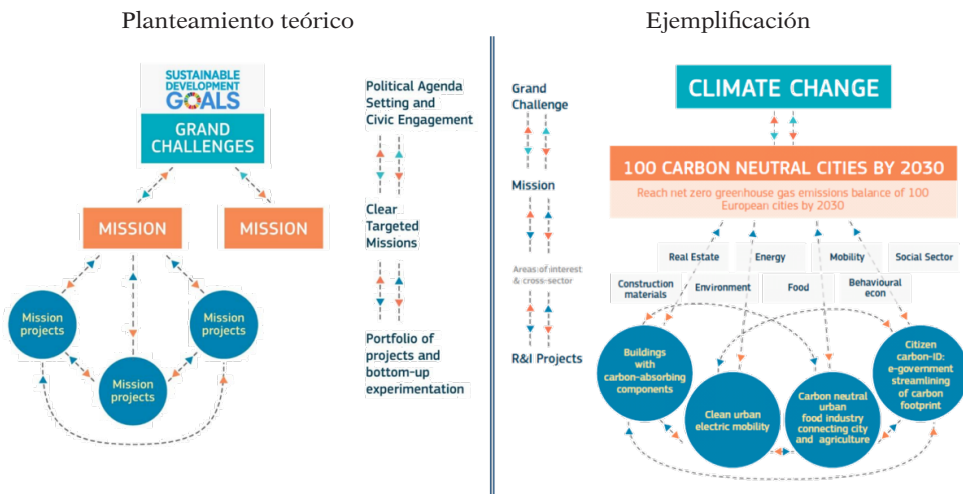 Planteamiento teórico
SUSTAINABLE
DEVELOPMENT
GOALS
GRAND
CHALLENGES
MISSION
MISSION
Mission
projects
Mission
projects
Mission
projects
Political Agenda
Setting and
Civic Engagement
Clear
Targeted
Missions
Portfolio of
projects and
bottom-up
experimentation
Ejemplificación
Grand
Challenge
Mission
Areas of interest
& cross-sector
R&I Projects
CLIMATE CHANGE
100 CARBON NEUTRAL CITIES BY 2030
Reach net zero greenhouse gas emissions balance of 100
European cities by 2030
Real Estate
Energy
Mobility
Social Sector
Construction
materials
Environment
Food
Behavioural
econ
Buildings
with
carbon-absorbing
components
Clean urban
electric mobility
Carbon neutral
urban
food industry
connecting city
and agriculture
Citizen
carbon-ID:
e-government
streamlining
of carbon
footprint